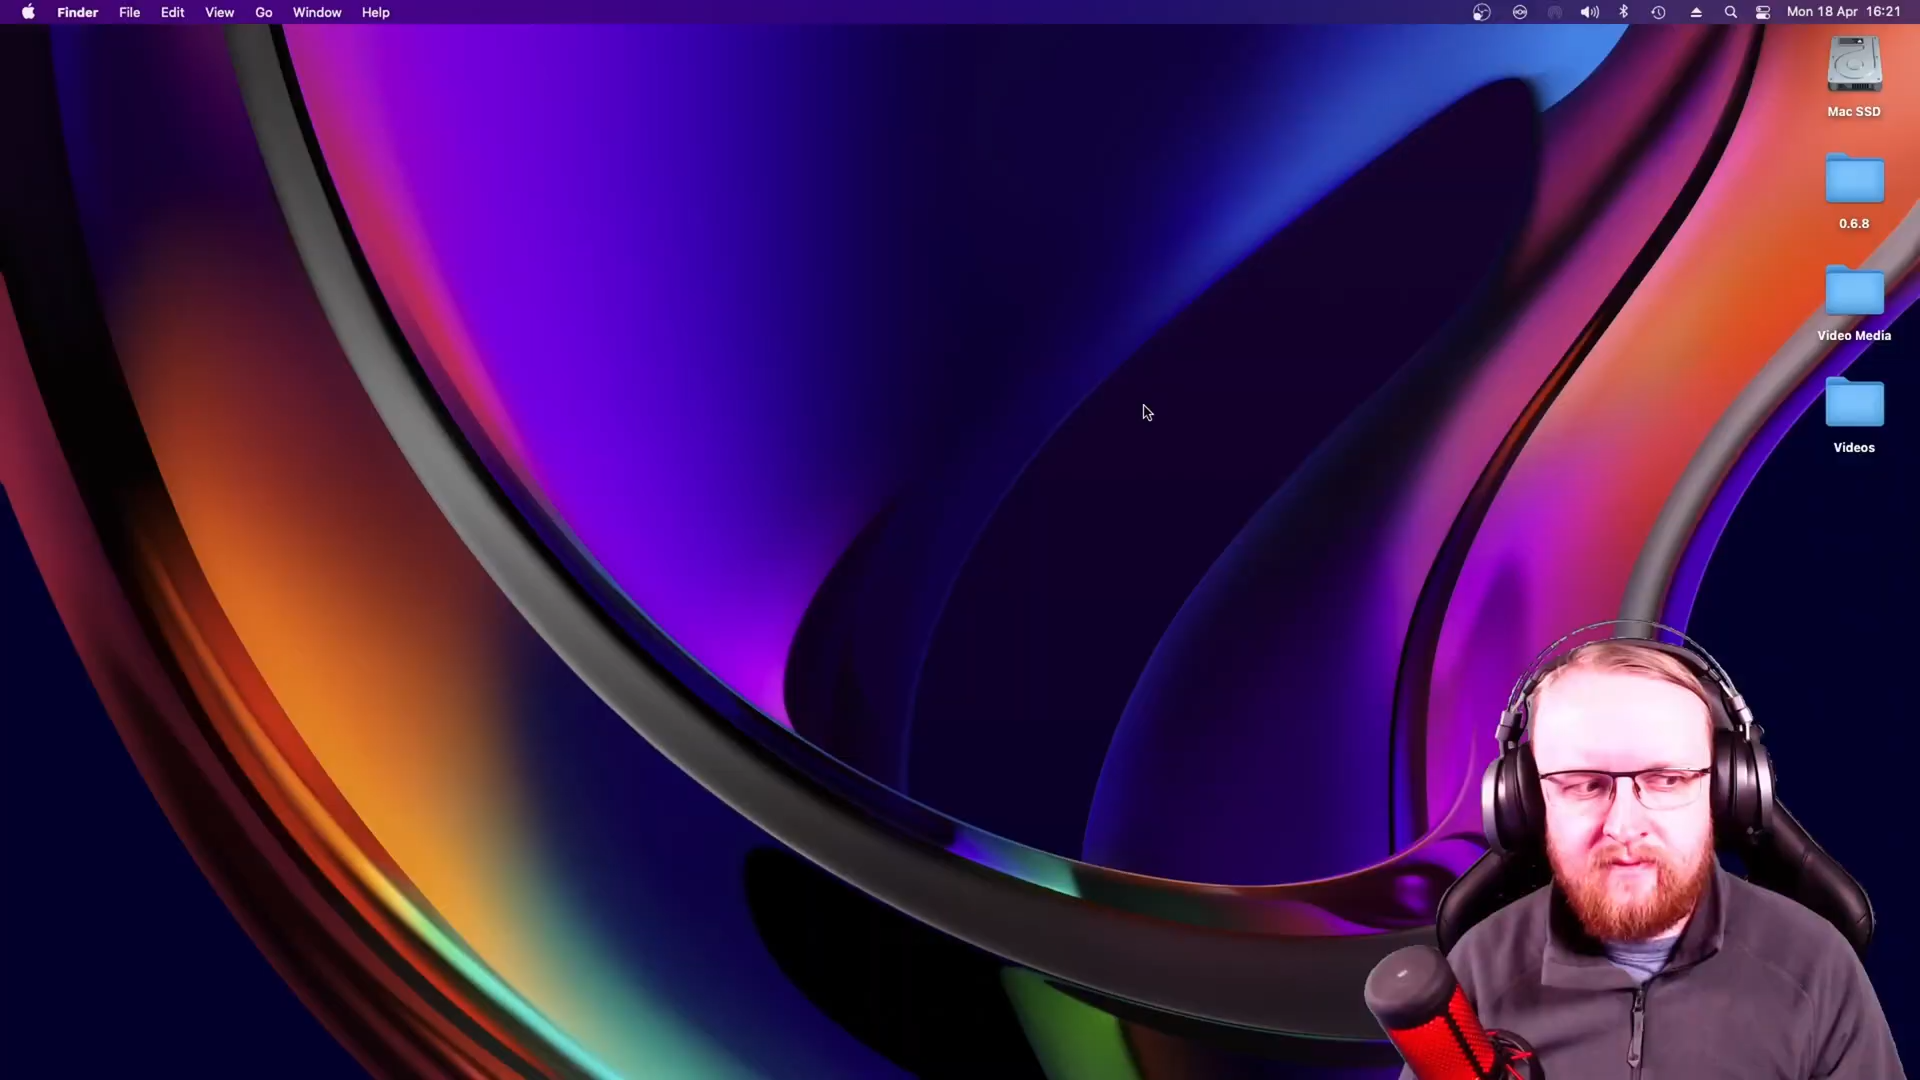 Finder File Edit View Go Window Help Mon 18 Apr 16:21
Mac SSD
0.6.8
Video Media
Videos